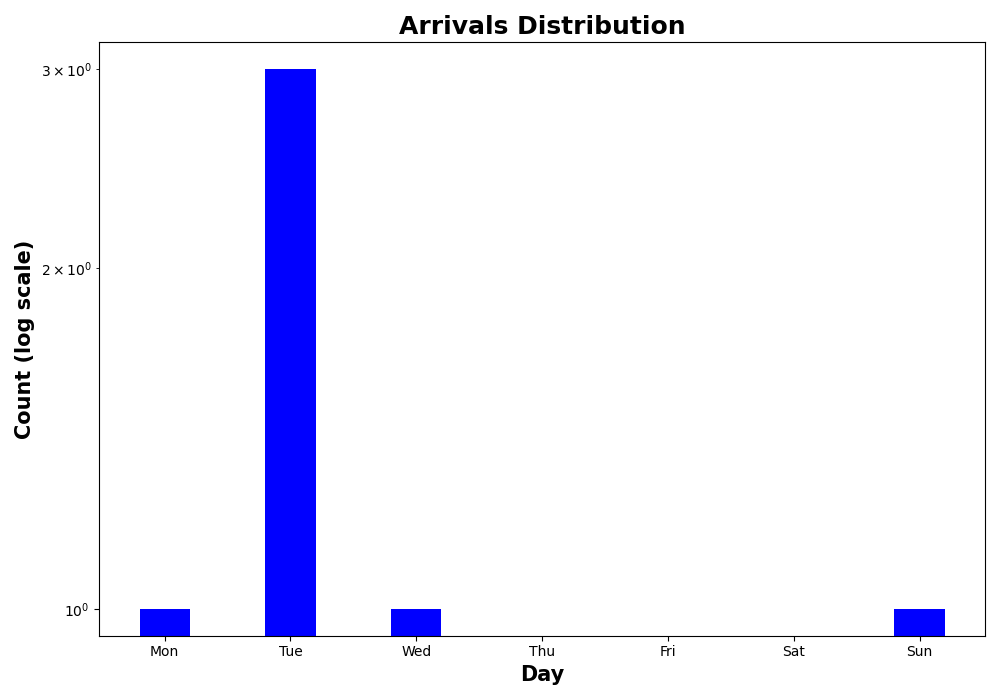 Arrivals Distribution
3 × 10⁰
2 × 10⁰
10⁰
Count (log scale)
Mon Tue Wed Thu Fri Sat Sun
Day